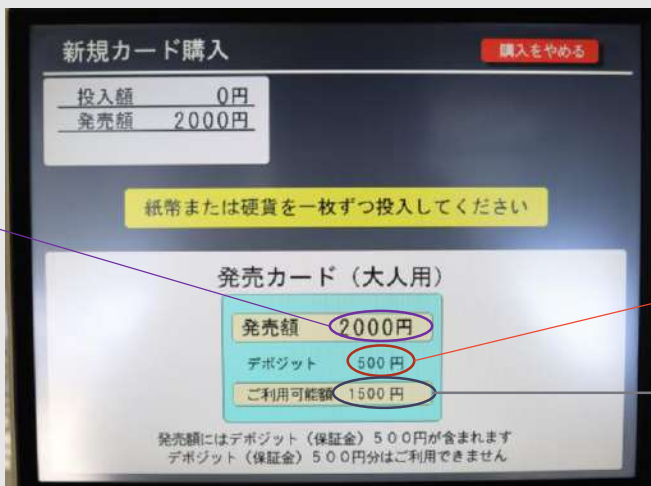 新規カード購入
購入をやめる
投入額 0円
発売額 2000円
紙幣または硬貨を一枚ずつ投入してください
発売カード（大人用）
発売額 2000円
デポジット 500円
ご利用可能額 1500円
発売額にはデポジット（保証金）500円が含まれます
デポジット（保証金）500円分はご利用できません